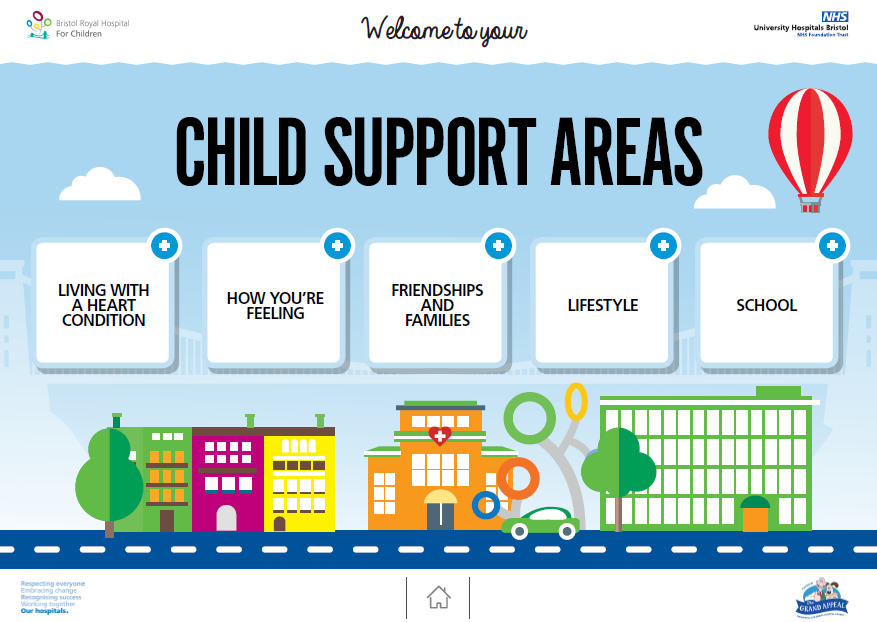 Bristol Royal Hospital
For Children
Welcome to your
NHS
University Hospitals Bristol
NHS Foundation Trust
CHILD SUPPORT AREAS
LIVING WITH
A HEART
CONDITION
HOW YOU'RE
FEELING
FRIENDSHIPS
AND
FAMILIES
LIFESTYLE
SCHOOL
Respecting everyone
Embracing change
Recognising success
Working together
Our hospitals.
GRAND APPEAL